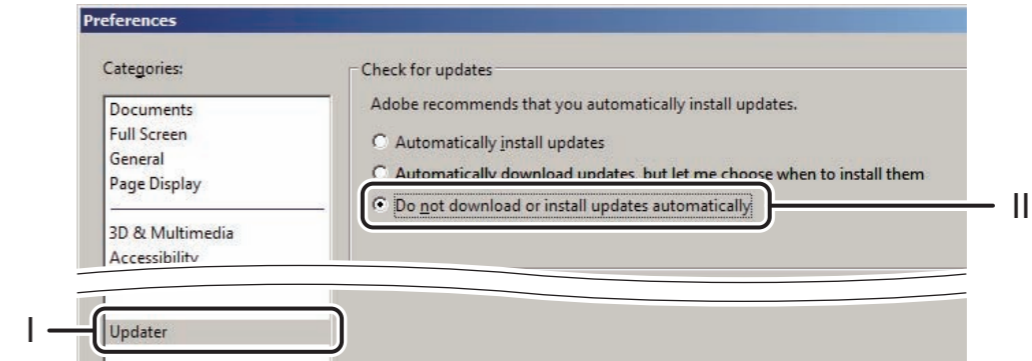 Preferences
Categories:
Documents
Full Screen
General
Page Display
3D & Multimedia
Accessibility
Updater
Check for updates
Adobe recommends that you automatically install updates.
Automatically install updates
Automatically download updates, but let me choose when to install them
Do not download or install updates automatically
I
II